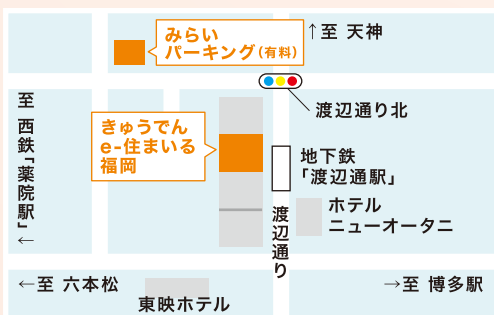 みらい
パーキング(有料)
↑至 天神
渡辺通り北
至 西鉄「薬院駅」←
きゅうでん
e-住まいる
福岡
地下鉄
「渡辺通駅」
渡辺通り
ホテル
ニューオータニ
←至 六本松
東映ホテル
→至 博多駅